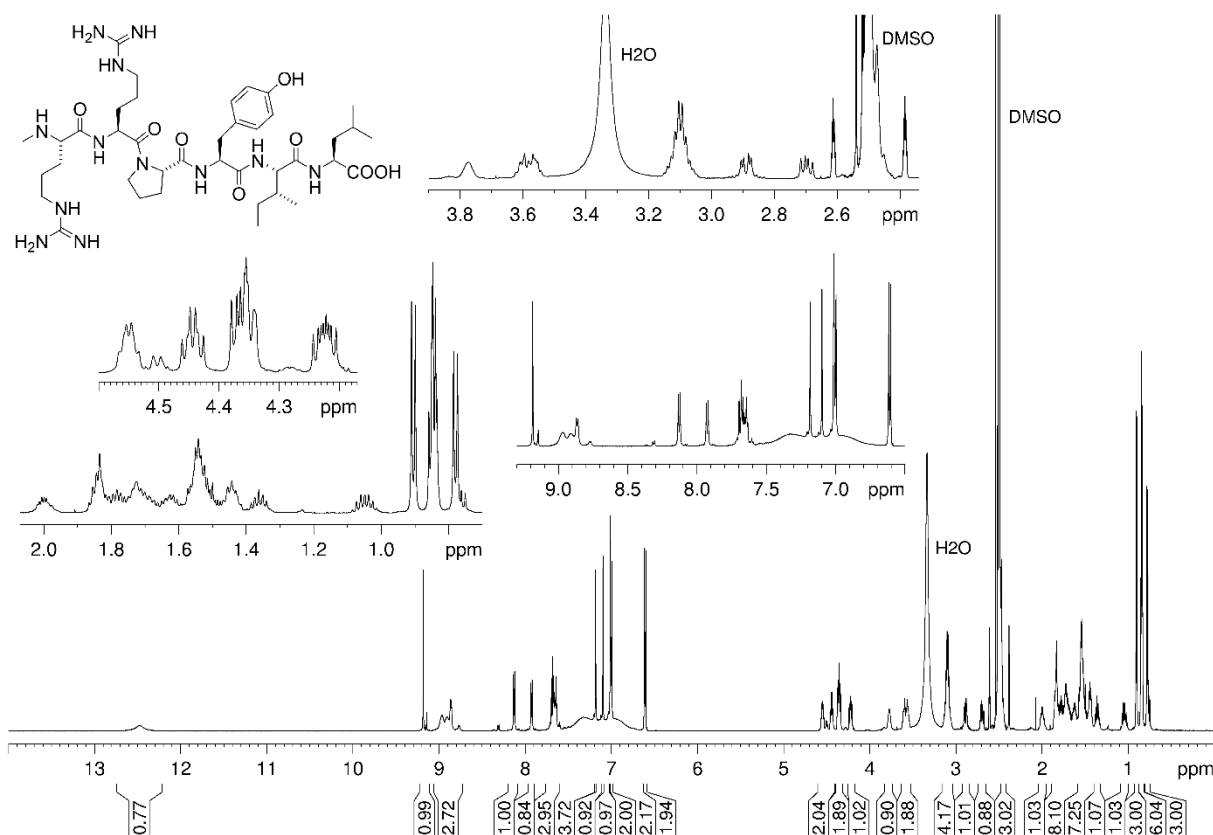 H2N NH
HN
H2N NH
HN
OH
O
H
N
O
N
H
O
N
O
N
H
O
H
N
O
N
H
COOH
H2O
DMSO
3.8 3.6 3.4 3.2 3.0 2.8 2.6 ppm
DMSO
4.5 4.4 4.3 ppm
9.0 8.5 8.0 7.5 7.0 ppm
2.0 1.8 1.6 1.4 1.2 1.0 ppm
H2O
13 12 11 10 9 8 7 6 5 4 3 2 1 ppm
0.77 0.99 2.72 1.00 0.84 2.95 3.72 0.92 0.97 2.00 2.17 1.94 2.04 1.89 1.02 0.90 1.88 4.17 1.01 0.88 3.02 1.03 8.10 7.25 1.07 1.03 3.00 6.04 3.00